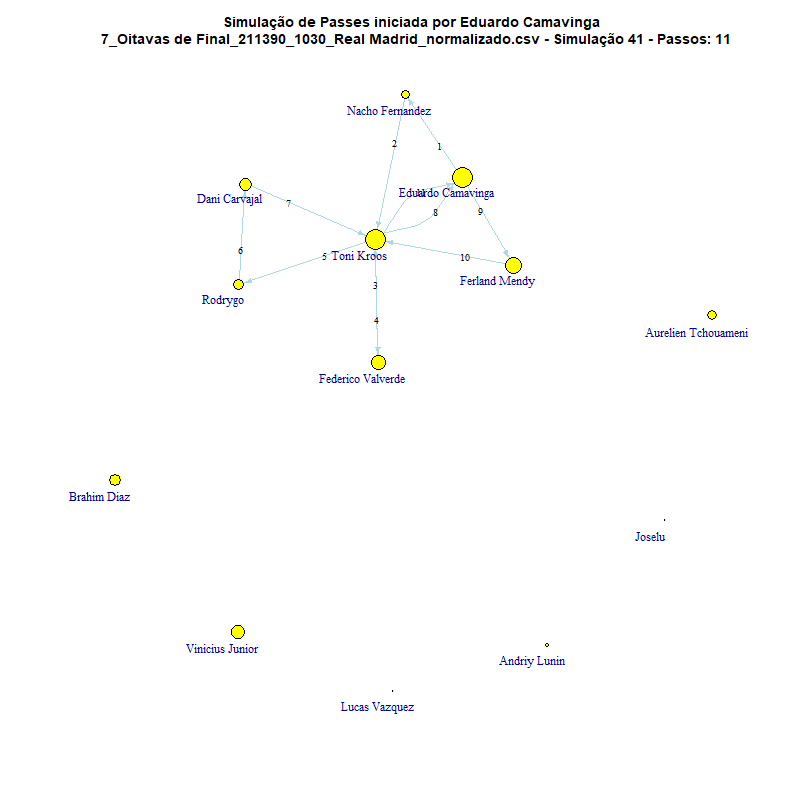 Simulação de Passes iniciada por Eduardo Camavinga
7_Oitavas de Final_211390_1030_Real Madrid_normalizado.csv - Simulação 41 - Passos: 11
Nacho Fernandez
1
2
Eduardo Camavinga
11
Dani Carvajal
7
8
9
6
5
Toni Kroos
10
Ferland Mendy
3
Rodrygo
4
Aurelien Tchouameni
Federico Valverde
Brahim Diaz
Joselu
Vinicius Junior
Andriy Lunin
Lucas Vazquez